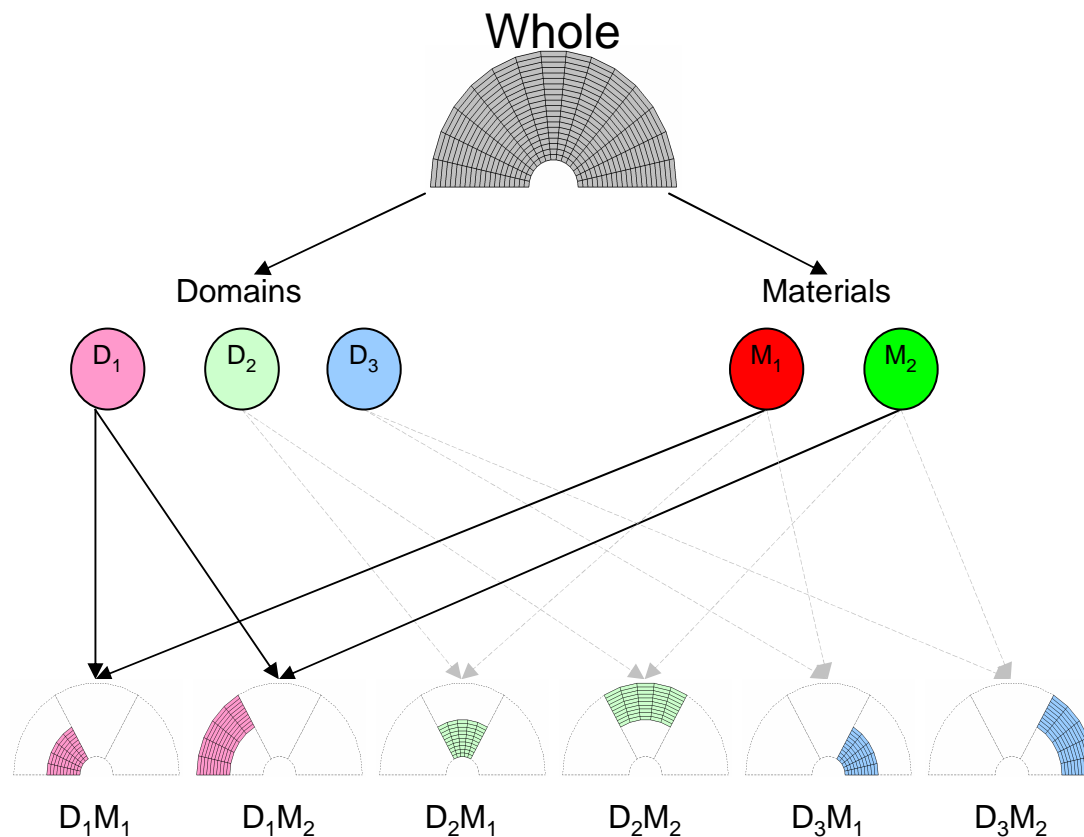 Whole
Domains Materials
D₁ D₂ D₃ M₁ M₂
D₁M₁ D₁M₂ D₂M₁ D₂M₂ D₃M₁ D₃M₂